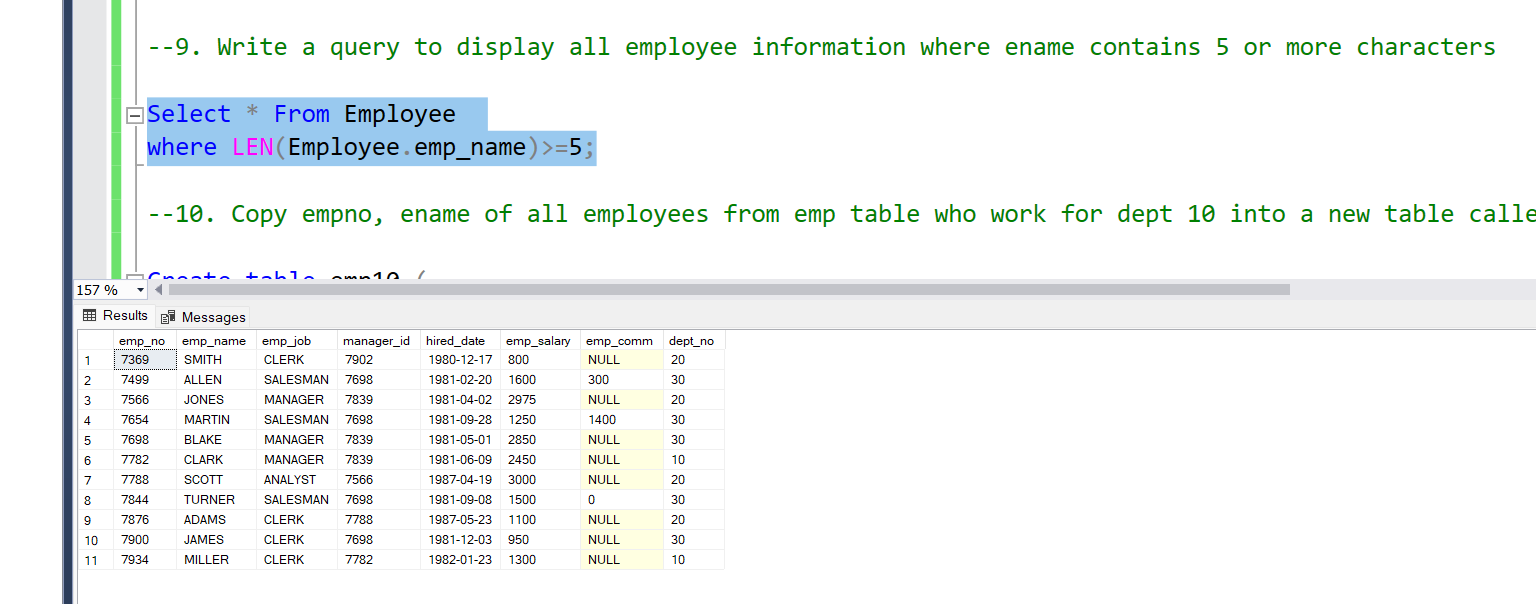 --9. Write a query to display all employee information where ename contains 5 or more characters
Select * From Employee
where LEN(Employee.emp_name)>=5;
--10. Copy empno, ename of all employees from emp table who work for dept 10 into a new table calle
Create table emp10 (
157 %
Results Messages
emp_no emp_name emp_job manager_id hired_date emp_salary emp_comm dept_no
1 7369 SMITH CLERK 7902 1980-12-17 800 NULL 20
2 7499 ALLEN SALESMAN 7698 1981-02-20 1600 300 30
3 7566 JONES MANAGER 7839 1981-04-02 2975 NULL 20
4 7654 MARTIN SALESMAN 7698 1981-09-28 1250 1400 30
5 7698 BLAKE MANAGER 7839 1981-05-01 2850 NULL 30
6 7782 CLARK MANAGER 7839 1981-06-09 2450 NULL 10
7 7788 SCOTT ANALYST 7566 1987-04-19 3000 NULL 20
8 7844 TURNER SALESMAN 7698 1981-09-08 1500 0 30
9 7876 ADAMS CLERK 7788 1987-05-23 1100 NULL 20
10 7900 JAMES CLERK 7698 1981-12-03 950 NULL 30
11 7934 MILLER CLERK 7782 1982-01-23 1300 NULL 10